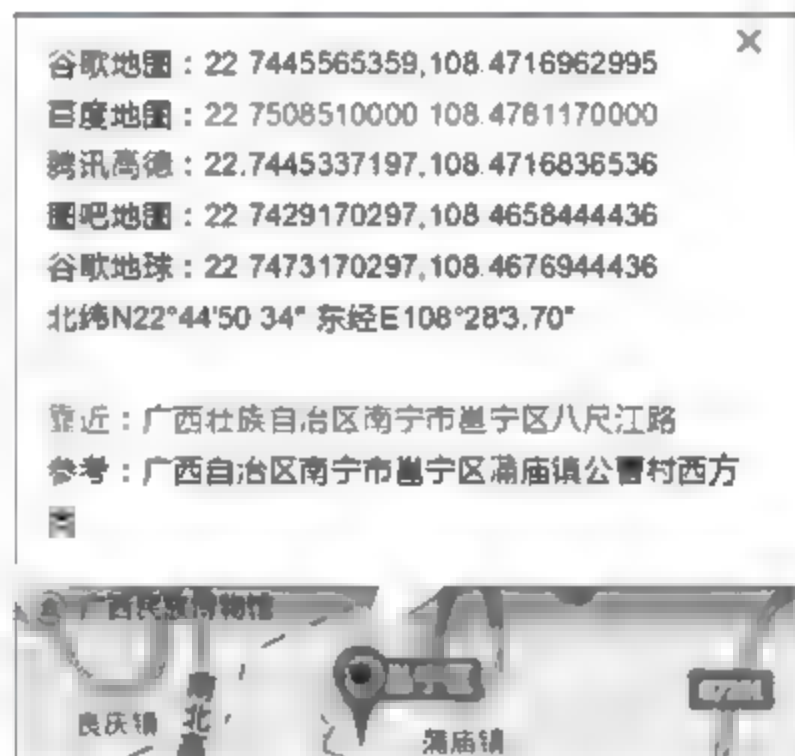 谷歌地图：22.7445565359,108.4716962995
百度地图：22.7508510000,108.4781170000
腾讯高德：22.7445337197,108.4716836536
图吧地图：22.7429170297,108.4658444436
谷歌地球：22.7473170297,108.4676944436
北纬N22°44'50.34" 东经E108°28'3.70"
靠近：广西壮族自治区南宁市邕宁区八尺江路
参考：广西自治区南宁市邕宁区蒲庙镇公曹村西方
向
广西民族博物馆
邕宁区
良庆镇
北
蒲庙镇